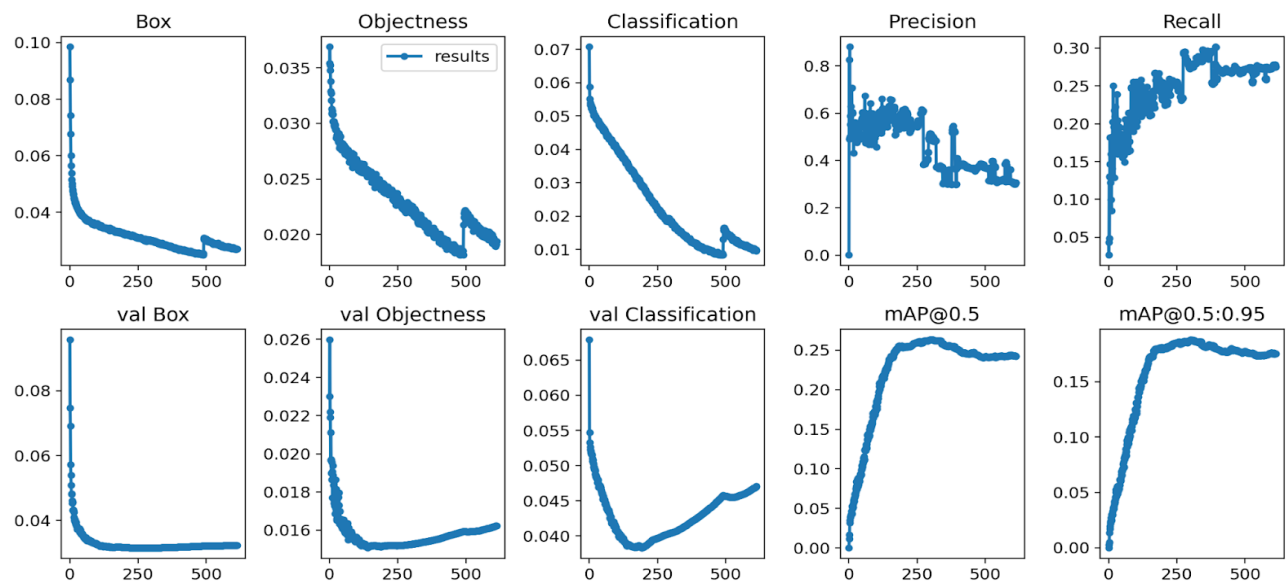 Box
Objectness
Classification
Precision
Recall
0.10
0.08
0.06
0.04
0 250 500
results
0.035
0.030
0.025
0.020
0 250 500
0.07
0.06
0.05
0.04
0.03
0.02
0.01
0 250 500
0.8
0.6
0.4
0.2
0.0
0 250 500
0.30
0.25
0.20
0.15
0.10
0.05
0 250 500
val Box
val Objectness
val Classification
mAP@0.5
mAP@0.5:0.95
0.08
0.06
0.04
0 250 500
0.026
0.024
0.022
0.020
0.018
0.016
0 250 500
0.065
0.060
0.055
0.050
0.045
0.040
0 250 500
0.25
0.20
0.15
0.10
0.05
0.00
0 250 500
0.15
0.10
0.05
0.00
0 250 500